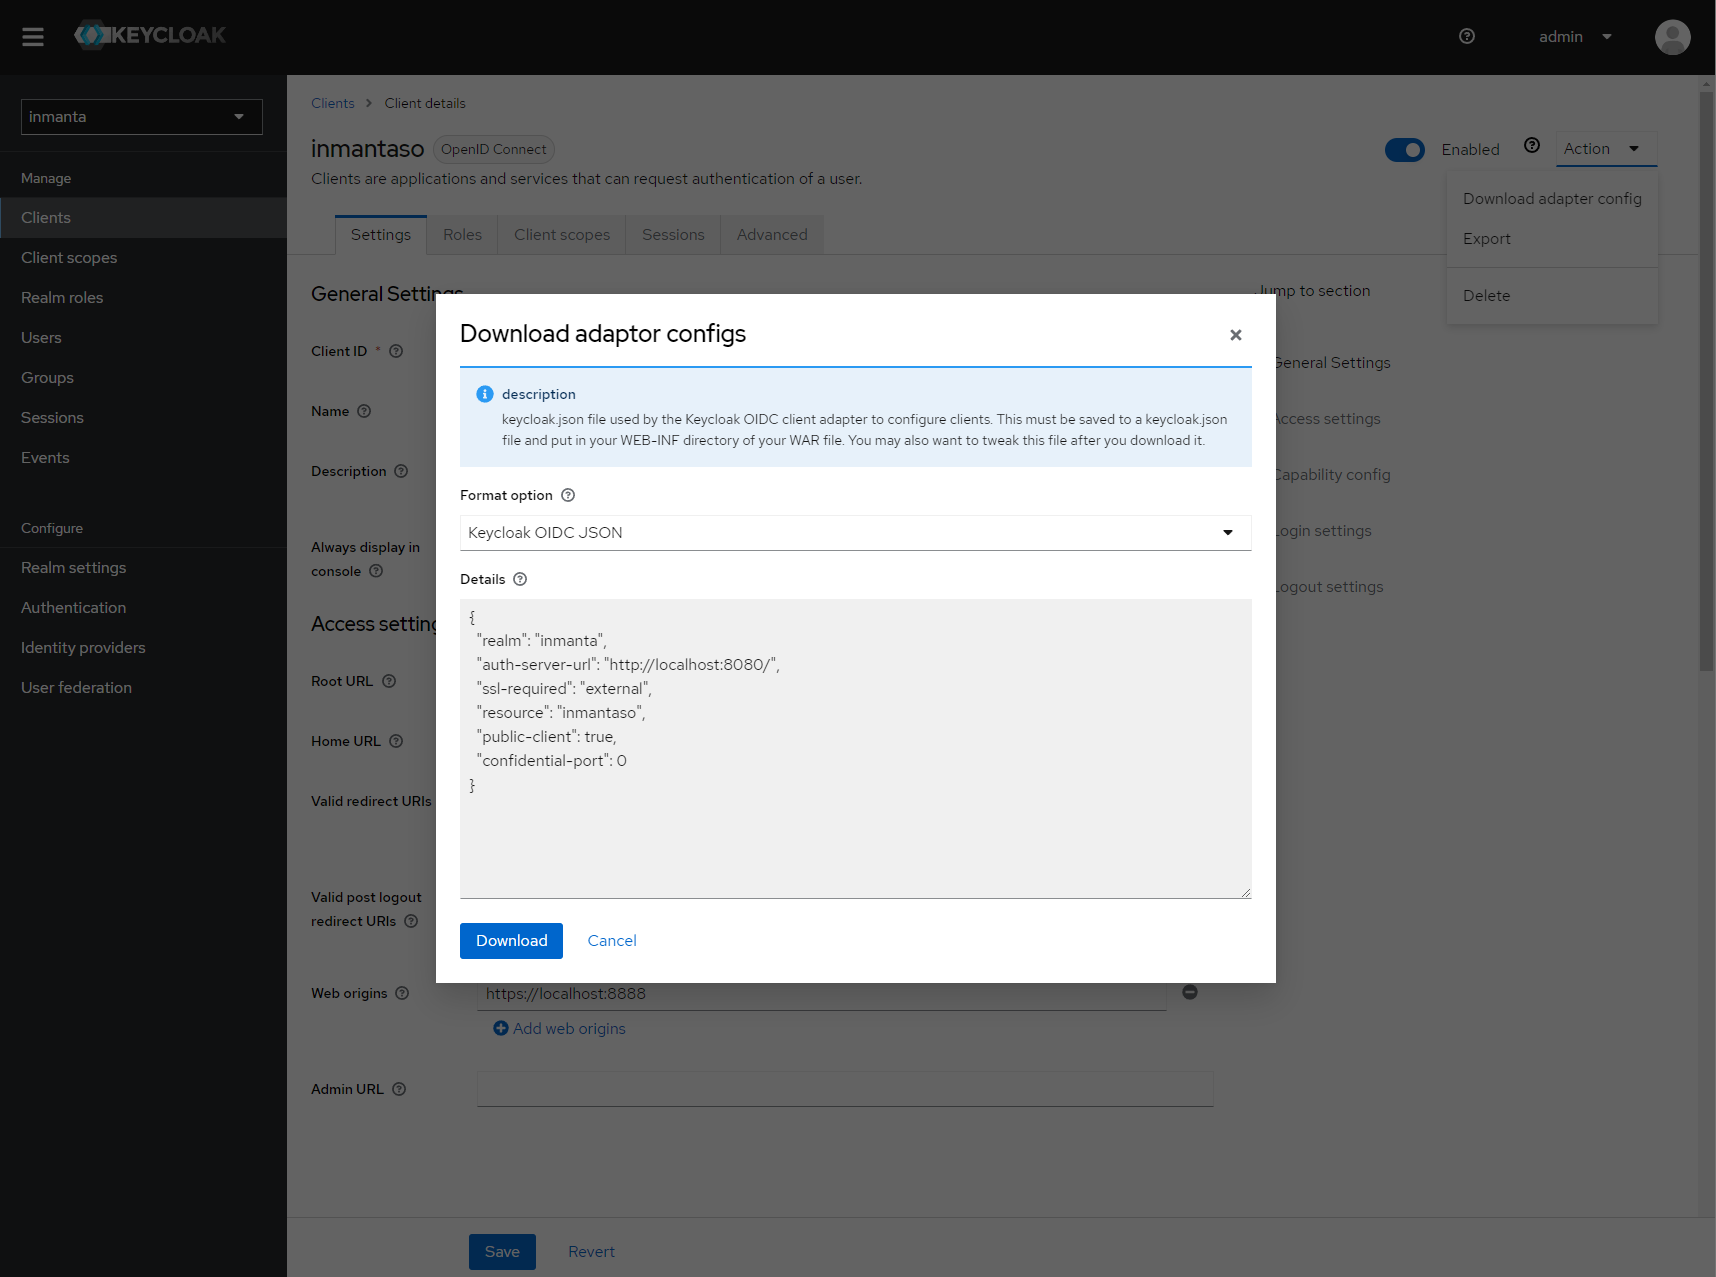 KEYCLOAK
admin
inmanta
Manage
Clients
Client scopes
Realm roles
Users
Groups
Sessions
Events
Configure
Realm settings
Authentication
Identity providers
User federation
Clients
Client details
inmantaso
OpenID Connect
Clients are applications and services that can request authentication of a user.
Enabled
Action
Download adapter config
Export
Delete
Settings
Roles
Client scopes
Sessions
Advanced
General Settings
Client ID *
Name
Description
Always display in
console
Access setting
Root URL
Home URL
Valid redirect URIs
Valid post logout
redirect URIs
Web origins
https://localhost:8888
Add web origins
Admin URL
Save
Revert
Jump to section
General Settings
Access settings
Capability config
Login settings
Logout settings
Download adaptor configs
description
keycloak.json file used by the Keycloak OIDC client adapter to configure clients. This must be saved to a keycloak.json
file and put in your WEB-INF directory of your WAR file. You may also want to tweak this file after you download it.
Format option
Keycloak OIDC JSON
Details
{
"realm": "inmanta",
"auth-server-url": "http://localhost:8080/",
"ssl-required": "external",
"resource": "inmantaso",
"public-client": true,
"confidential-port": 0
}
Download
Cancel